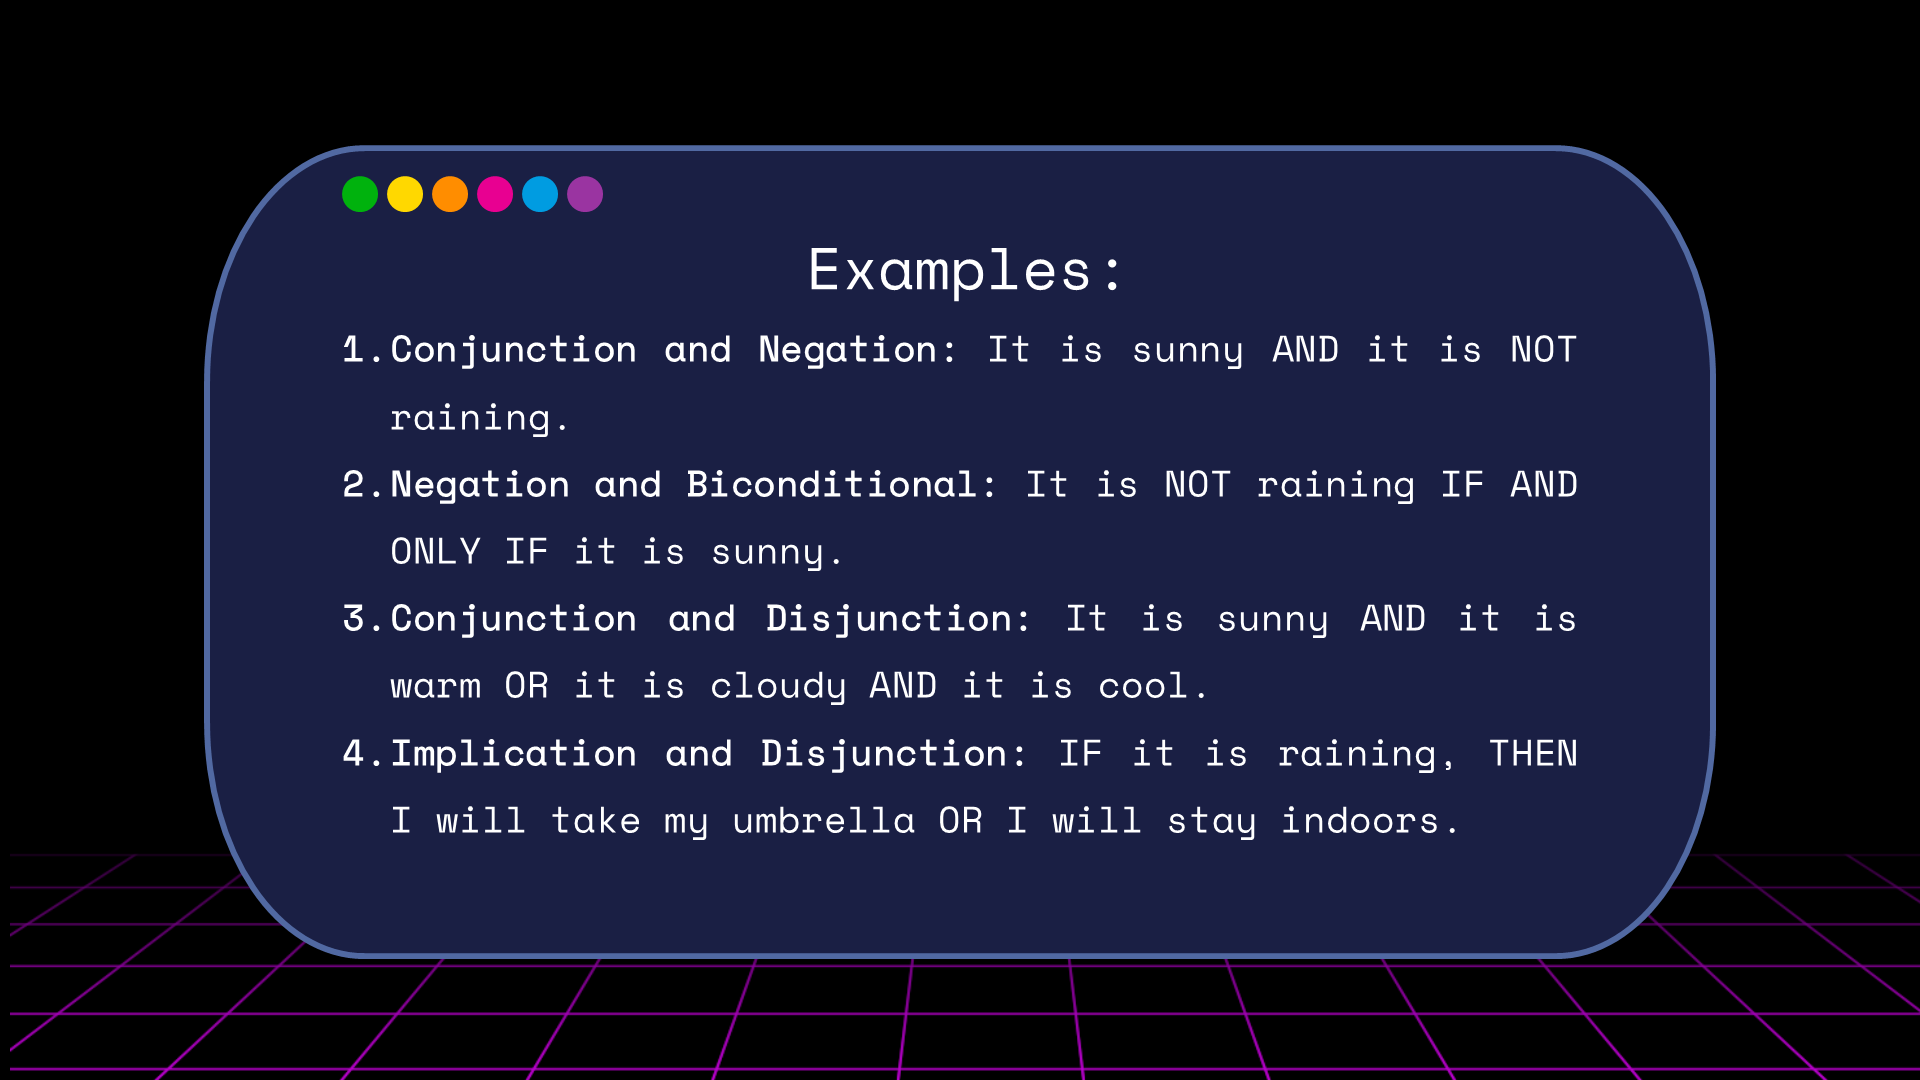 Examples:
1. Conjunction and Negation: It is sunny AND it is NOT
raining.
2. Negation and Biconditional: It is NOT raining IF AND
ONLY IF it is sunny.
3. Conjunction and Disjunction: It is sunny AND it is
warm OR it is cloudy AND it is cool.
4. Implication and Disjunction: IF it is raining, THEN
I will take my umbrella OR I will stay indoors.